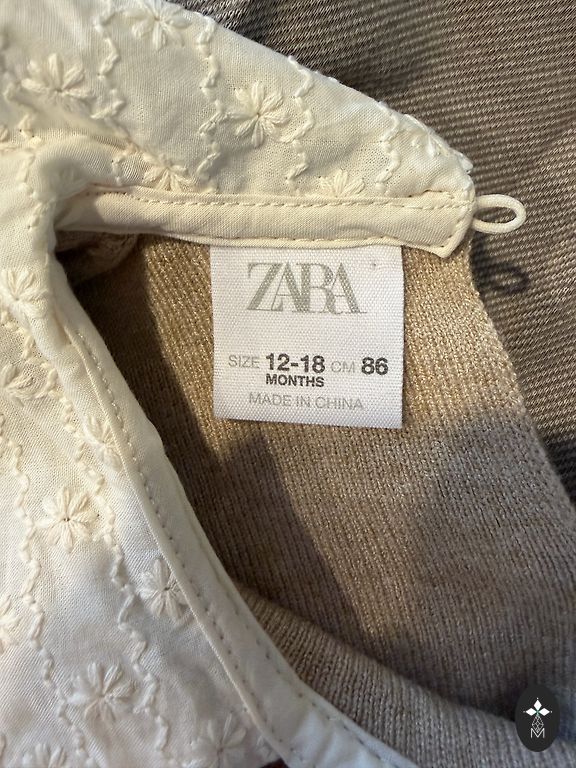 ZARA
SIZE 12-18 CM 86
MONTHS
MADE IN CHINA